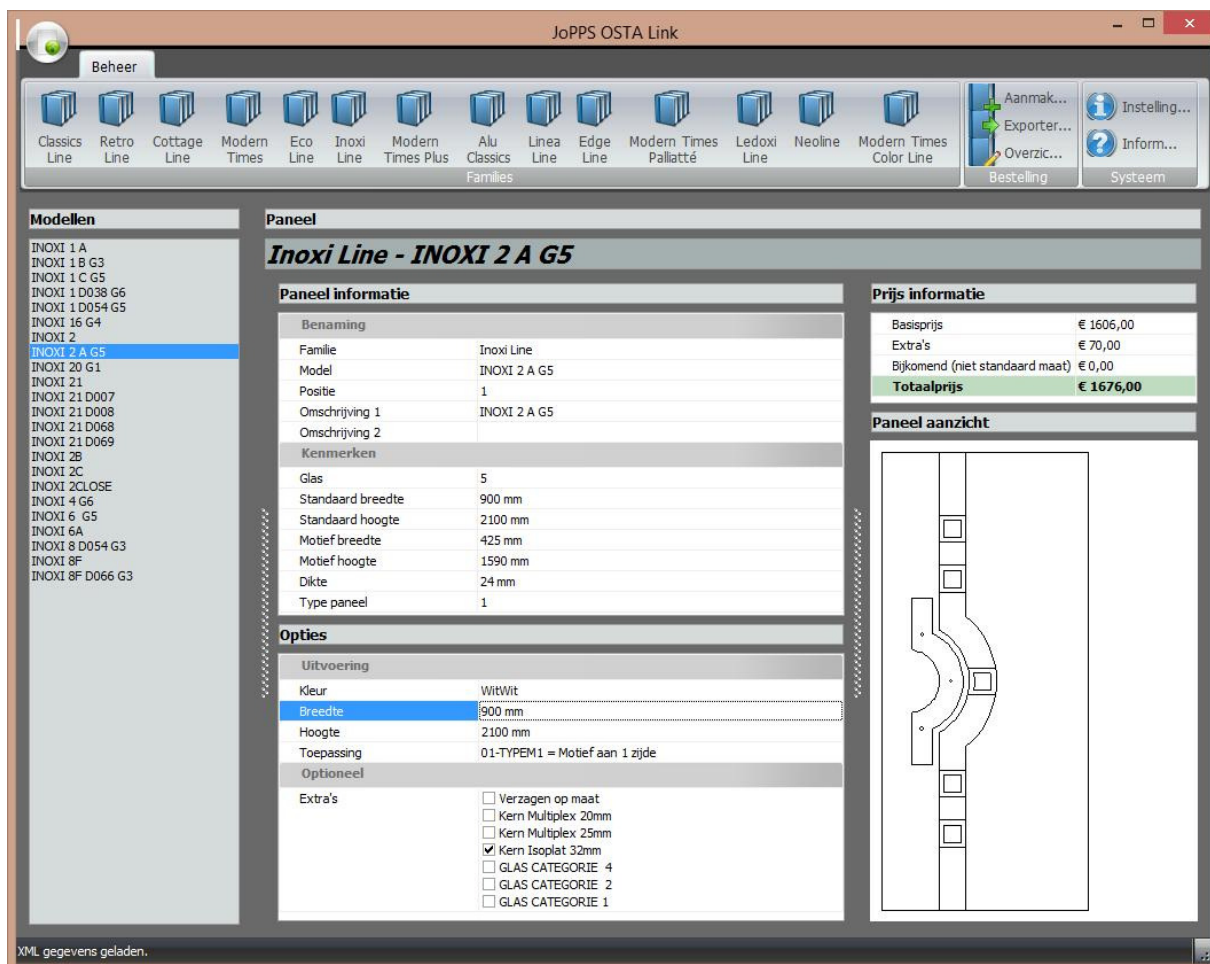 JoPPS OSTA Link
Beheer
Classics Line
Retro Line
Cottage Line
Modern Times
Eco Line
Inoxi Line
Modern Times Plus
Alu Classics
Linea Line
Edge Line
Modern Times Palliatté
Ledoxi Line
Neoline
Modern Times Color Line
Families
Aanmak...
Exporter...
Overzic...
Bestelling
Instelling...
Inform...
Systeem
Modellen
INOXI 1 A
INOXI 1 B G3
INOXI 1 C G5
INOXI 1 D038 G6
INOXI 1 D054 G5
INOXI 16 G4
INOXI 2
INOXI 2 A G5
INOXI 20 G1
INOXI 21
INOXI 21 D007
INOXI 21 D008
INOXI 21 D068
INOXI 21 D069
INOXI 2B
INOXI 2C
INOXI 2CLOSE
INOXI 4 G6
INOXI 6 G5
INOXI 6A
INOXI 8 D054 G3
INOXI 8F
INOXI 8F D066 G3
Paneel
Inoxi Line - INOXI 2 A G5
Paneel informatie
Benaming
Familie Inoxi Line
Model INOXI 2 A G5
Positie 1
Omschrijving 1 INOXI 2 A G5
Omschrijving 2
Kenmerken
Glas 5
Standaard breedte 900 mm
Standaard hoogte 2100 mm
Motief breedte 425 mm
Motief hoogte 1590 mm
Dikte 24 mm
Type paneel 1
Opties
Uitvoering
Kleur WitWit
Breedte 900 mm
Hoogte 2100 mm
Toepassing 01-TYPEM1 = Motief aan 1 zijde
Optioneel
Extra's Verzagen op maat
Kern Multiplex 20mm
Kern Multiplex 25mm
Kern Isoplat 32mm
GLAS CATEGORIE 4
GLAS CATEGORIE 2
GLAS CATEGORIE 1
Prijs informatie
Basisprijs € 1606,00
Extra's € 70,00
Bijkomend (niet standaard maat) € 0,00
Totaalprijs € 1676,00
Paneel aanzicht
XML gegevens geladen.